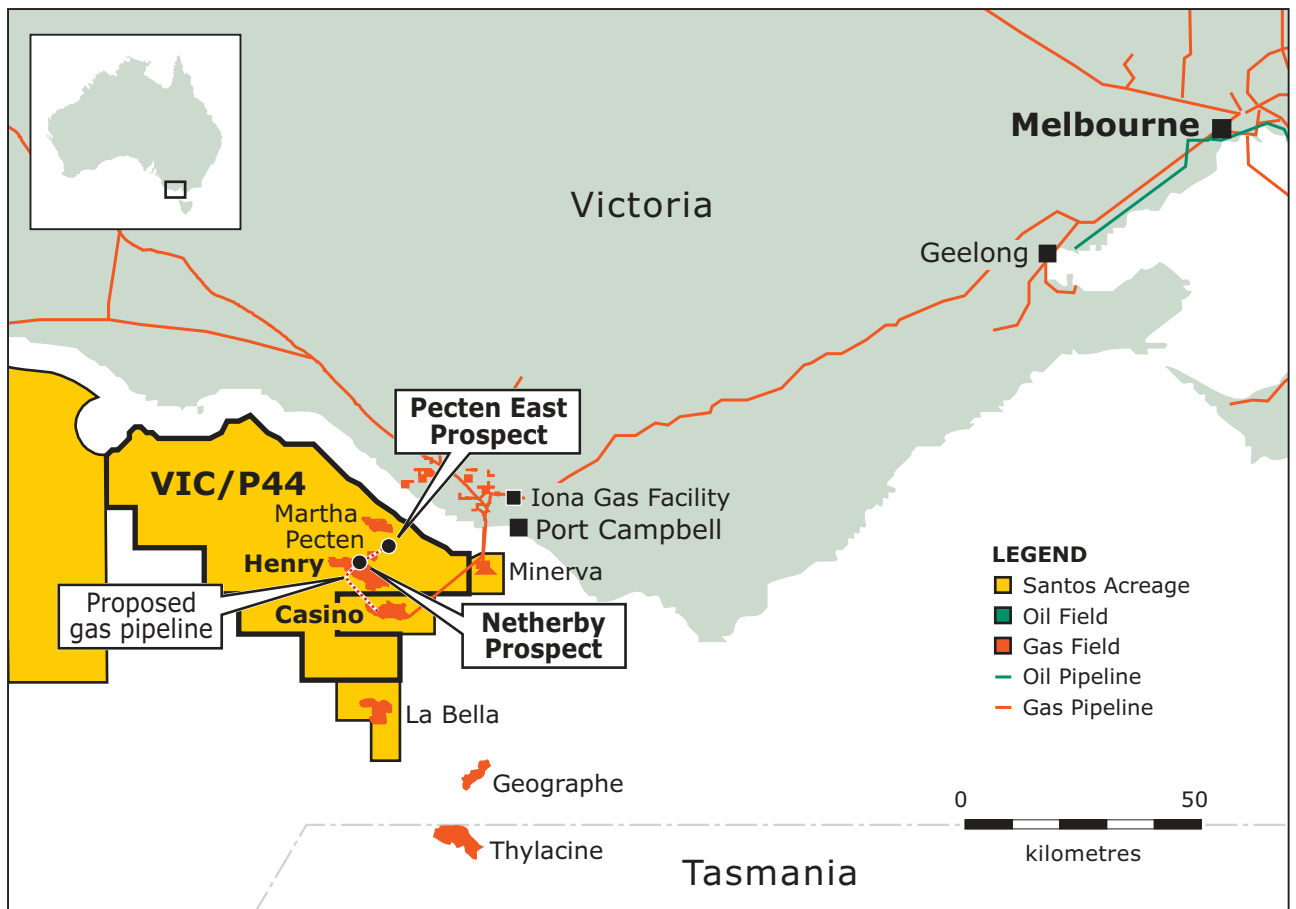 Melbourne
Victoria
Geelong
Pecten East
Prospect
VIC/P44
Iona Gas Facility
Martha
Port Campbell
Pecten
Henry
Minerva
Proposed
gas pipeline
Casino
Netherby
Prospect
La Bella
Geographe
Thylacine
Tasmania
LEGEND
Santos Acreage
Oil Field
Gas Field
Oil Pipeline
Gas Pipeline
0 50
kilometres